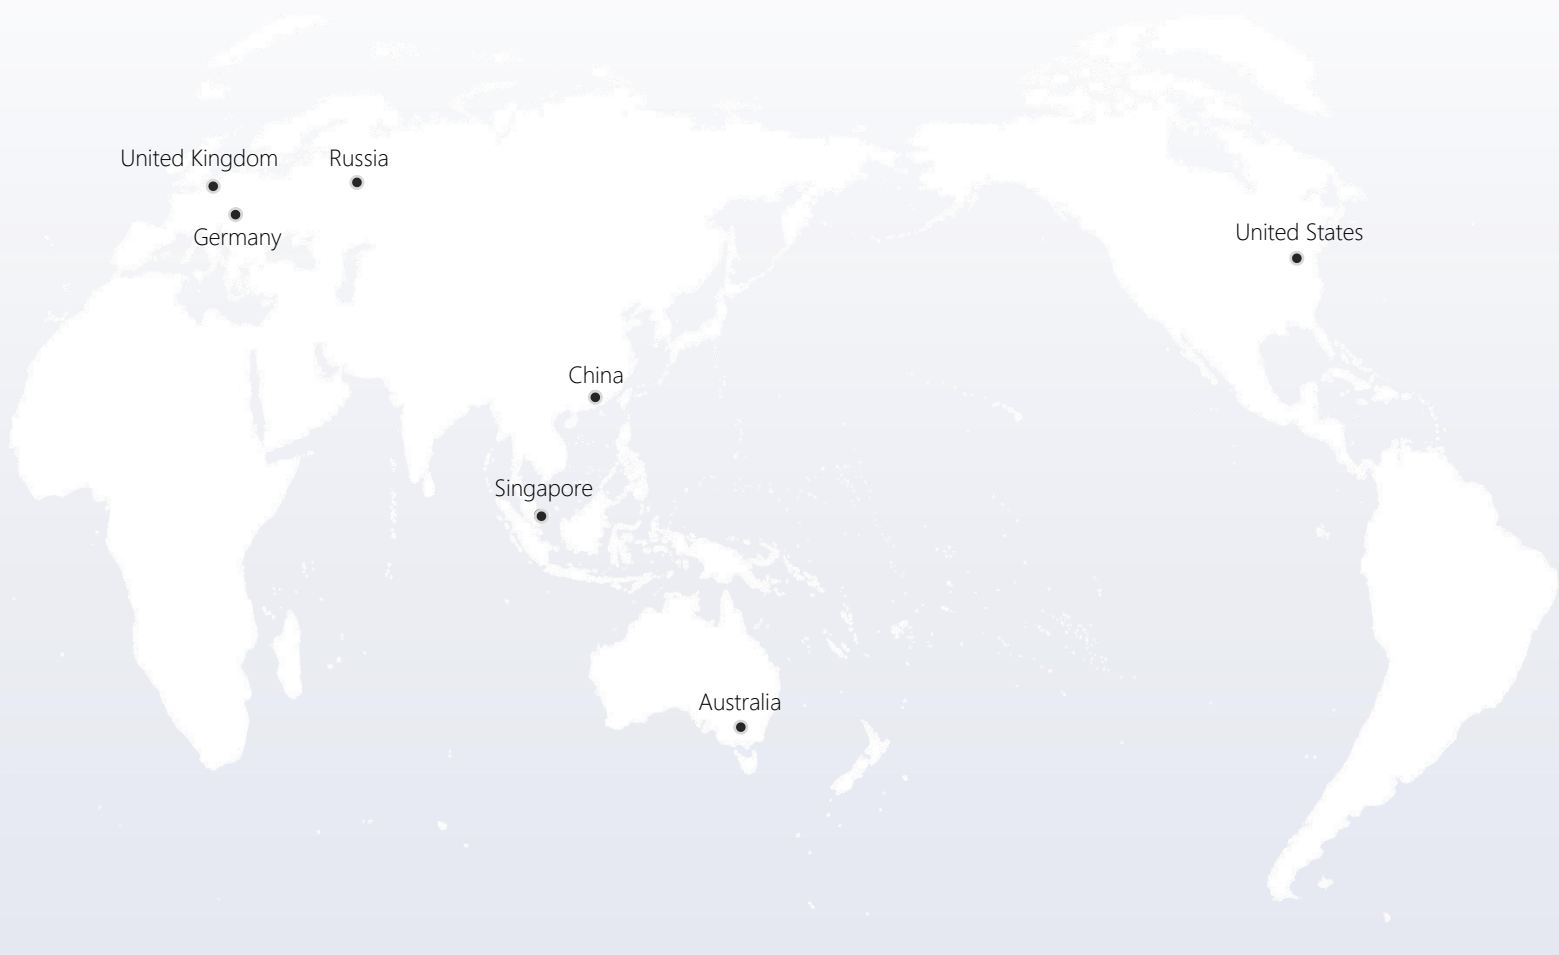 United Kingdom
Russia
Germany
United States
China
Singapore
Australia